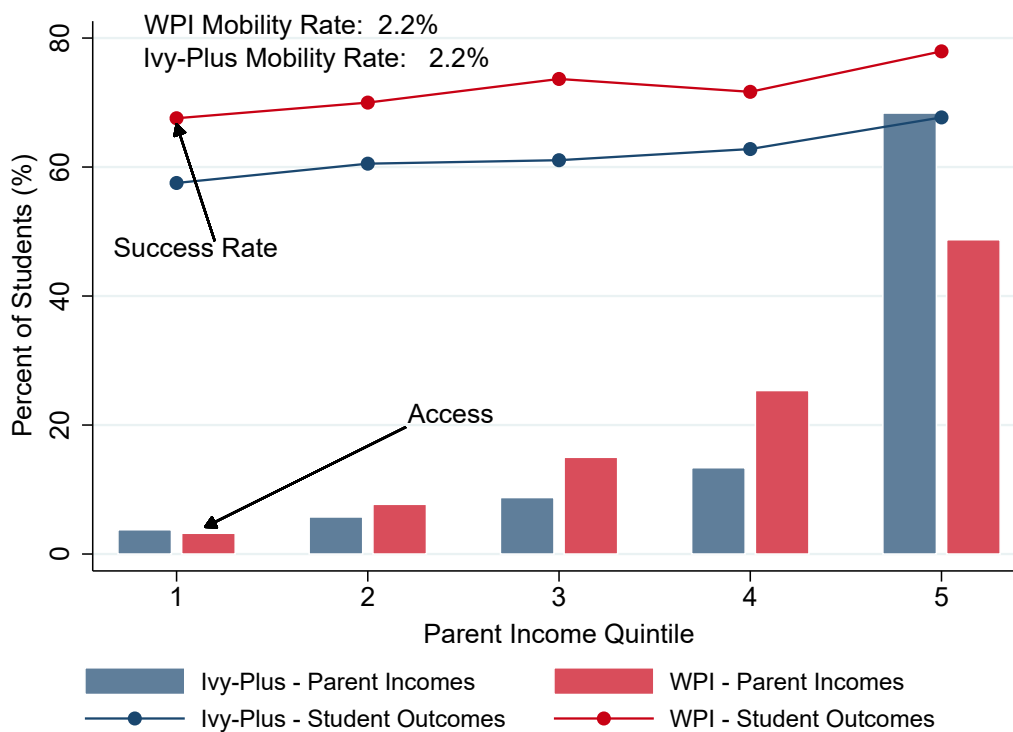 WPI Mobility Rate: 2.2%
Ivy-Plus Mobility Rate: 2.2%
Percent of Students (%)
80
60
40
20
0
Success Rate
Access
1 2 3 4 5
Parent Income Quintile
Ivy-Plus - Parent Incomes WPI - Parent Incomes
Ivy-Plus - Student Outcomes WPI - Student Outcomes